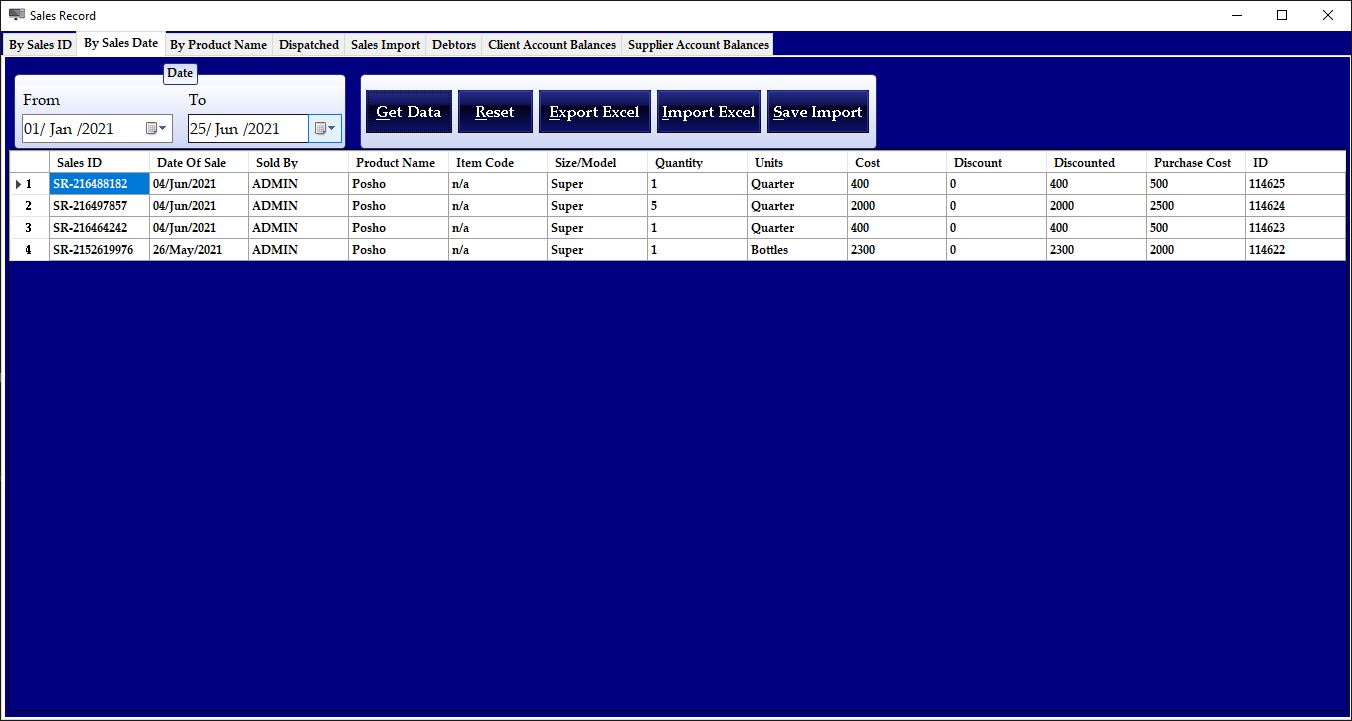 Sales Record
By Sales ID By Sales Date By Product Name Dispatched Sales Import Debtors Client Account Balances Supplier Account Balances
Date
From To
01/ Jan /2021 25/ Jun /2021
Get Data Reset Export Excel Import Excel Save Import
Sales ID Date Of Sale Sold By Product Name Item Code Size/Model Quantity Units Cost Discount Discounted Purchase Cost ID
1 SR-216488182 04/Jun/2021 ADMIN Posho n/a Super 1 Quarter 400 0 400 500 114625
2 SR-216497857 04/Jun/2021 ADMIN Posho n/a Super 5 Quarter 2000 0 2000 2500 114624
3 SR-216464242 04/Jun/2021 ADMIN Posho n/a Super 1 Quarter 400 0 400 500 114623
4 SR-2152619976 26/May/2021 ADMIN Posho n/a Super 1 Bottles 2300 0 2300 2000 114622